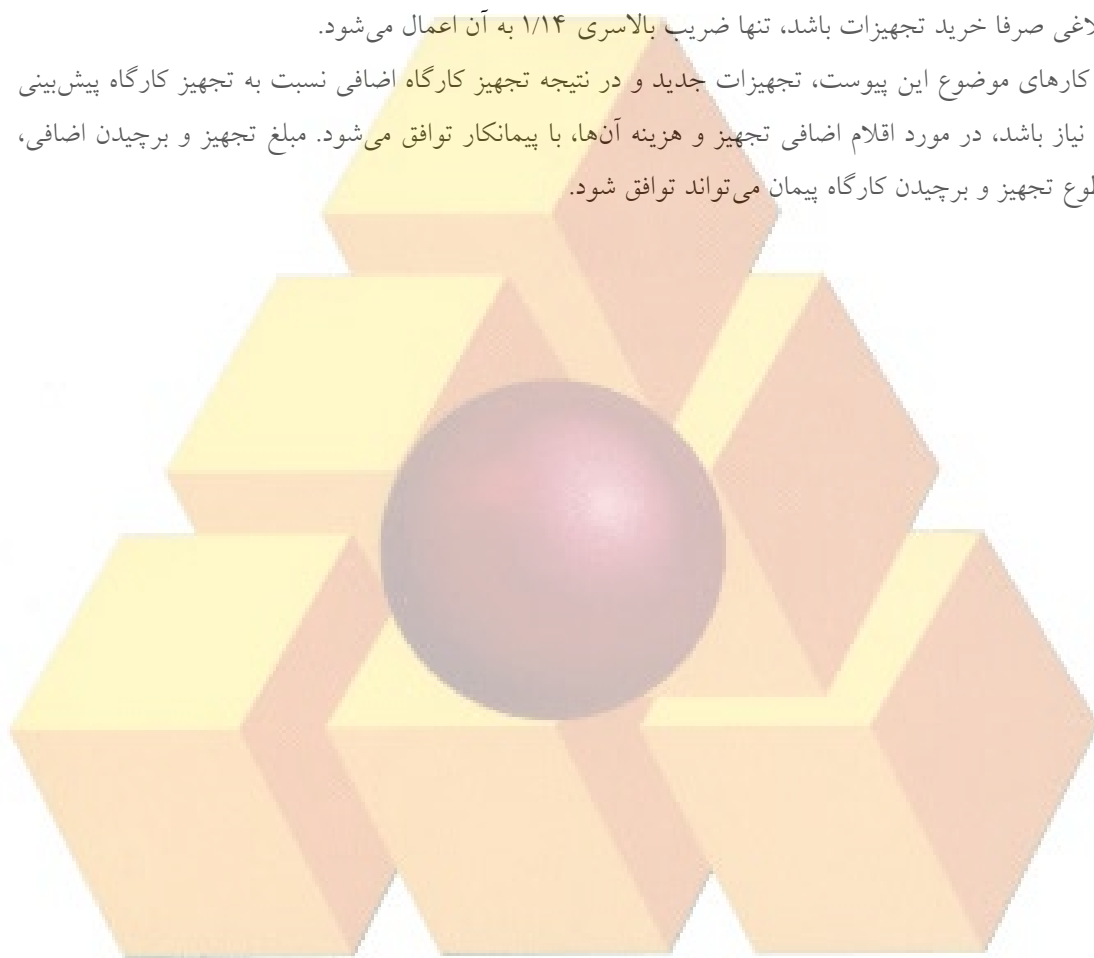 لاغی صرفا خرید تجهیزات باشد، تنها ضریب بالاسری ۱/۱۴ به آن اعمال می‌شود.
کارهای موضوع این پیوست، تجهیزات جدید و در نتیجه تجهیز کارگاه اضافی نسبت به تجهیز کارگاه پیش‌بینی
نیاز باشد، در مورد اقلام اضافی تجهیز و هزینه آن‌ها، با پیمانکار توافق می‌شود. مبلغ تجهیز و برچیدن اضافی،
طوع تجهیز و برچیدن کارگاه پیمان می‌تواند توافق شود.